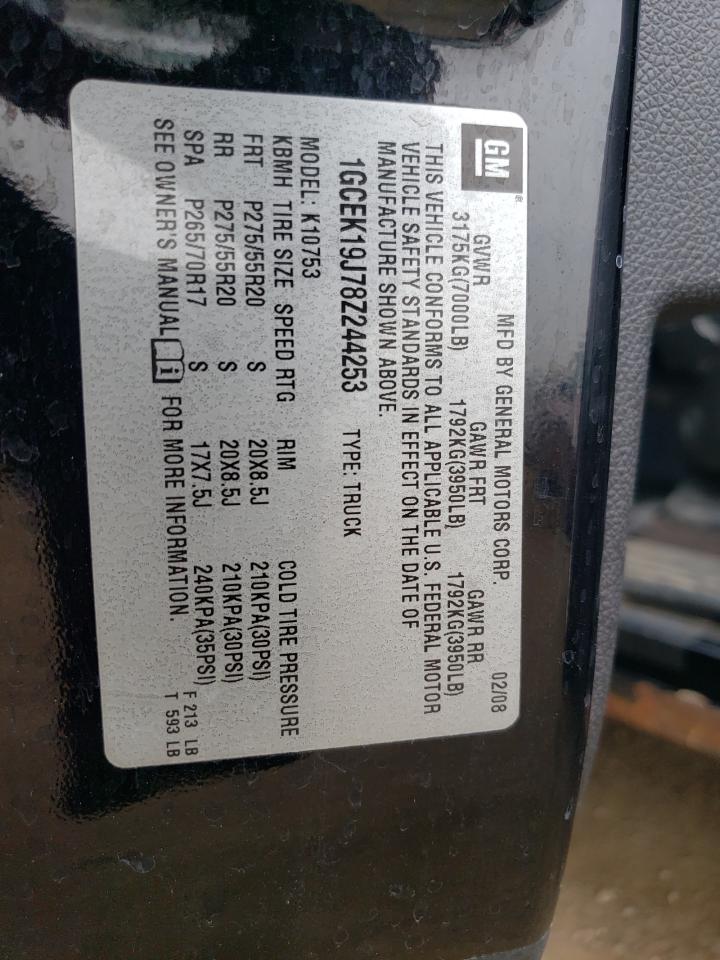 GM
MFD BY GENERAL MOTORS CORP. 02/08
GVWR GAWR FRT GAWR RR
3175KG(7000LB) 1792KG(3950LB) 1792KG(3950LB)
THIS VEHICLE CONFORMS TO ALL APPLICABLE U.S. FEDERAL MOTOR
VEHICLE SAFETY STANDARDS IN EFFECT ON THE DATE OF
MANUFACTURE SHOWN ABOVE.
1GCEK19J78Z244253 TYPE: TRUCK
MODEL: K10753
KBMH TIRE SIZE SPEED RTG RIM COLD TIRE PRESSURE
FRT P275/55R20 S 20X8.5J 210KPA(30PSI)
RR P275/55R20 S 20X8.5J 210KPA(30PSI)
SPA P265/70R17 S 17X7.5J 240KPA(35PSI) F 213 LB
SEE OWNER'S MANUAL FOR MORE INFORMATION. T 593 LB